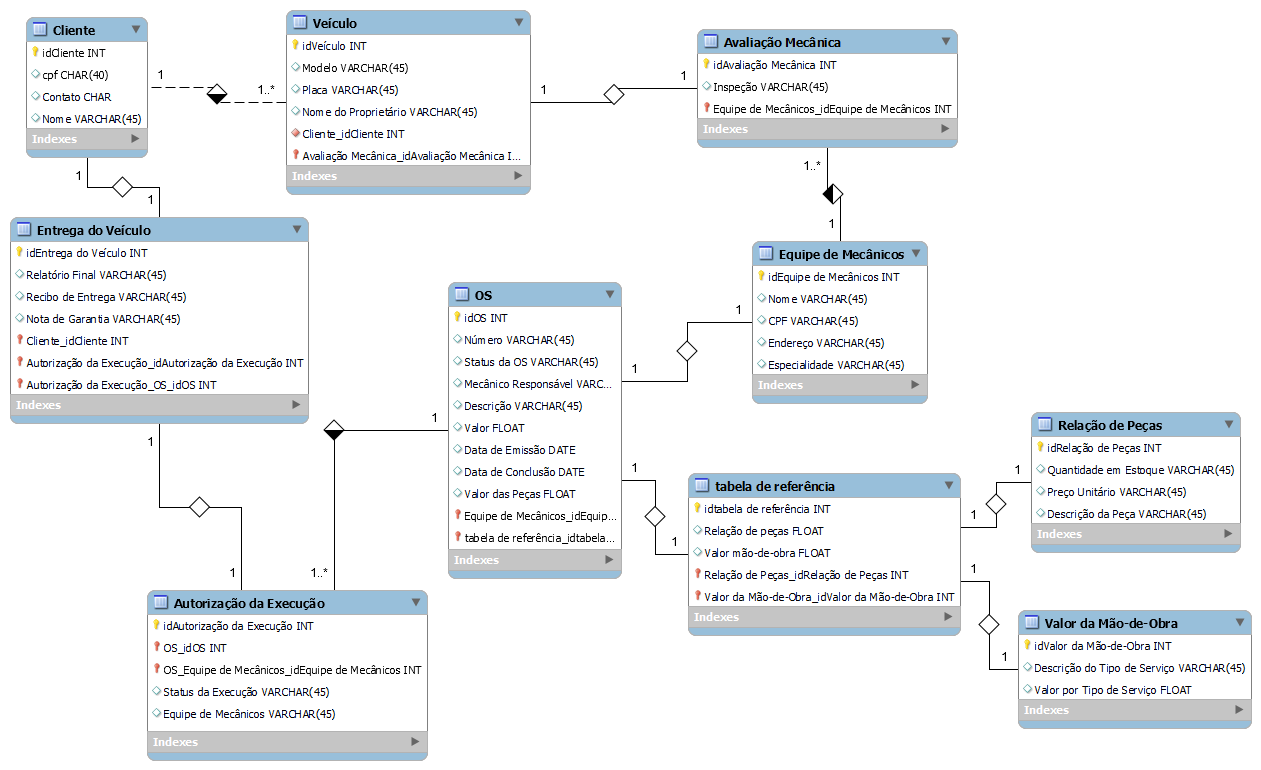 Cliente
idCliente INT
cpf CHAR(40)
Contato CHAR
Nome VARCHAR(45)
Indexes
1
1..*
Veículo
idVeículo INT
Modelo VARCHAR(45)
Placa VARCHAR(45)
Nome do Proprietário VARCHAR(45)
Cliente_idCliente INT
Avaliação Mecânica_idAvaliação Mecânica I...
Indexes
1
1
Avaliação Mecânica
idAvaliação Mecânica INT
Inspeção VARCHAR(45)
Equipe de Mecânicos_idEquipe de Mecânicos INT
Indexes
1..*
1
1
1
Entrega do Veículo
idEntrega do Veículo INT
Relatório Final VARCHAR(45)
Recibo de Entrega VARCHAR(45)
Nota de Garantia VARCHAR(45)
Cliente_idCliente INT
Autorização da Execução_idAutorização da Execução INT
Autorização da Execução_OS_idOS INT
Indexes
1
1
Equipe de Mecânicos
idEquipe de Mecânicos INT
Nome VARCHAR(45)
CPF VARCHAR(45)
Endereço VARCHAR(45)
Especialidade VARCHAR(45)
Indexes
1
1
OS
idOS INT
Número VARCHAR(45)
Status da OS VARCHAR(45)
Mecânico Responsável VARC...
Descrição VARCHAR(45)
Valor FLOAT
Data de Emissão DATE
Data de Conclusão DATE
Valor das Peças FLOAT
Equipe de Mecânicos_idEquip...
tabela de referência_idtabela...
Indexes
1
1..*
1
1
tabela de referência
idtabela de referência INT
Relação de peças FLOAT
Valor mão-de-obra FLOAT
Relação de Peças_idRelação de Peças INT
Valor da Mão-de-Obra_idValor da Mão-de-Obra INT
Indexes
1
1
Relação de Peças
idRelação de Peças INT
Quantidade em Estoque VARCHAR(45)
Preço Unitário VARCHAR(45)
Descrição da Peça VARCHAR(45)
Indexes
1
1
Valor da Mão-de-Obra
idValor da Mão-de-Obra INT
Descrição do Tipo de Serviço VARCHAR(45)
Valor por Tipo de Serviço FLOAT
Indexes
Autorização da Execução
idAutorização da Execução INT
OS_idOS INT
OS_Equipe de Mecânicos_idEquipe de Mecânicos INT
Status da Execução VARCHAR(45)
Equipe de Mecânicos VARCHAR(45)
Indexes